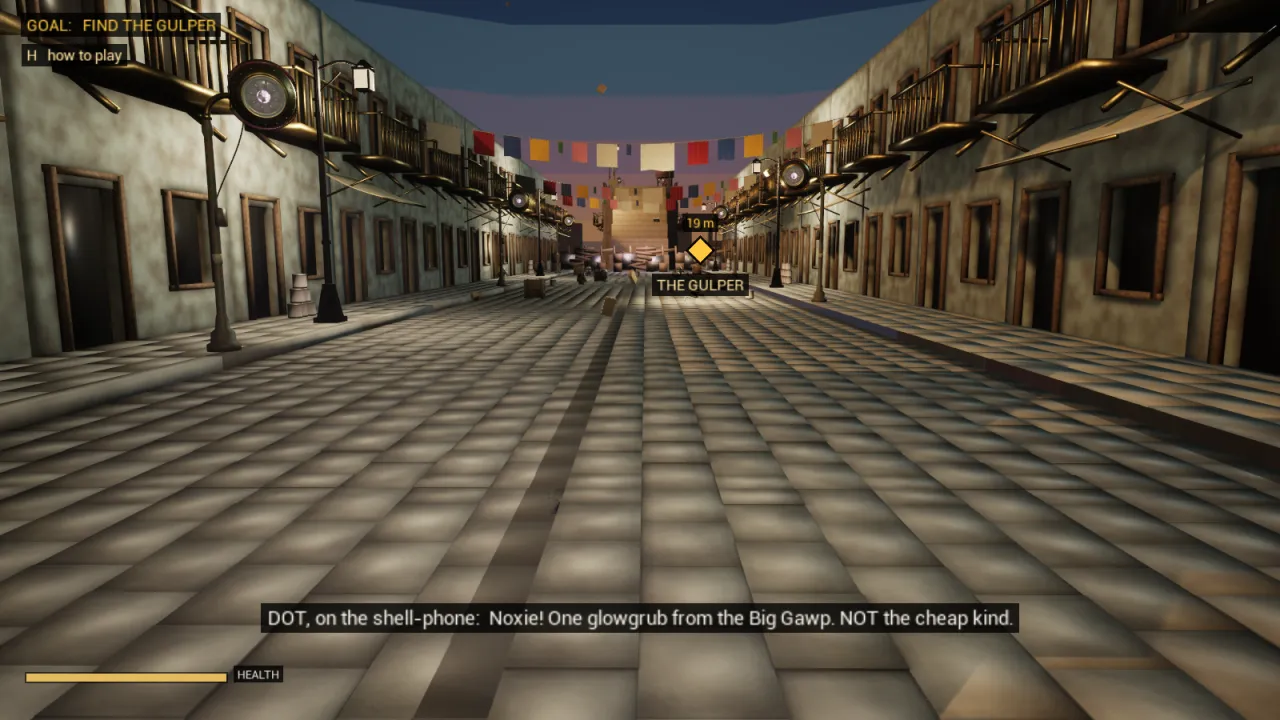 GOAL: FIND THE GULPER
H how to play
19 m
THE GULPER
DOT, on the shell-phone: Noxie! One glowgrub from the Big Gawp. NOT the cheap kind.
HEALTH